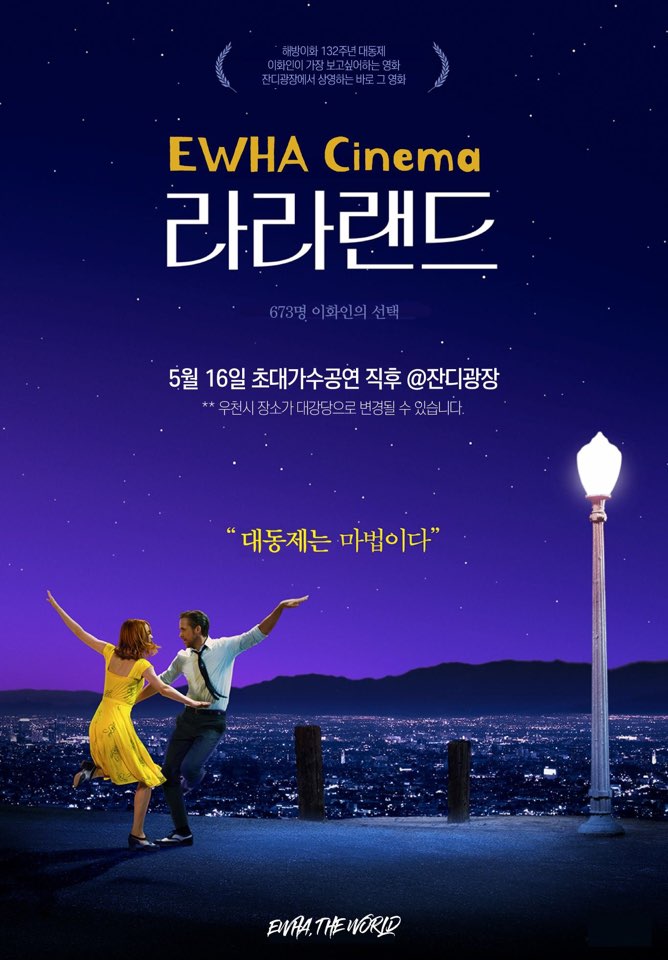 해방이화 132주년 대동제
이화인이 가장 보고싶어하는 영화
잔디광장에서 상영하는 바로 그 영화
EWHA Cinema
라라랜드
673명 이화인의 선택
5월 16일 초대가수공연 직후 @잔디광장
** 우천시 장소가 대강당으로 변경될 수 있습니다.
“대동제는 마법이다”
EWHA, THE WORLD